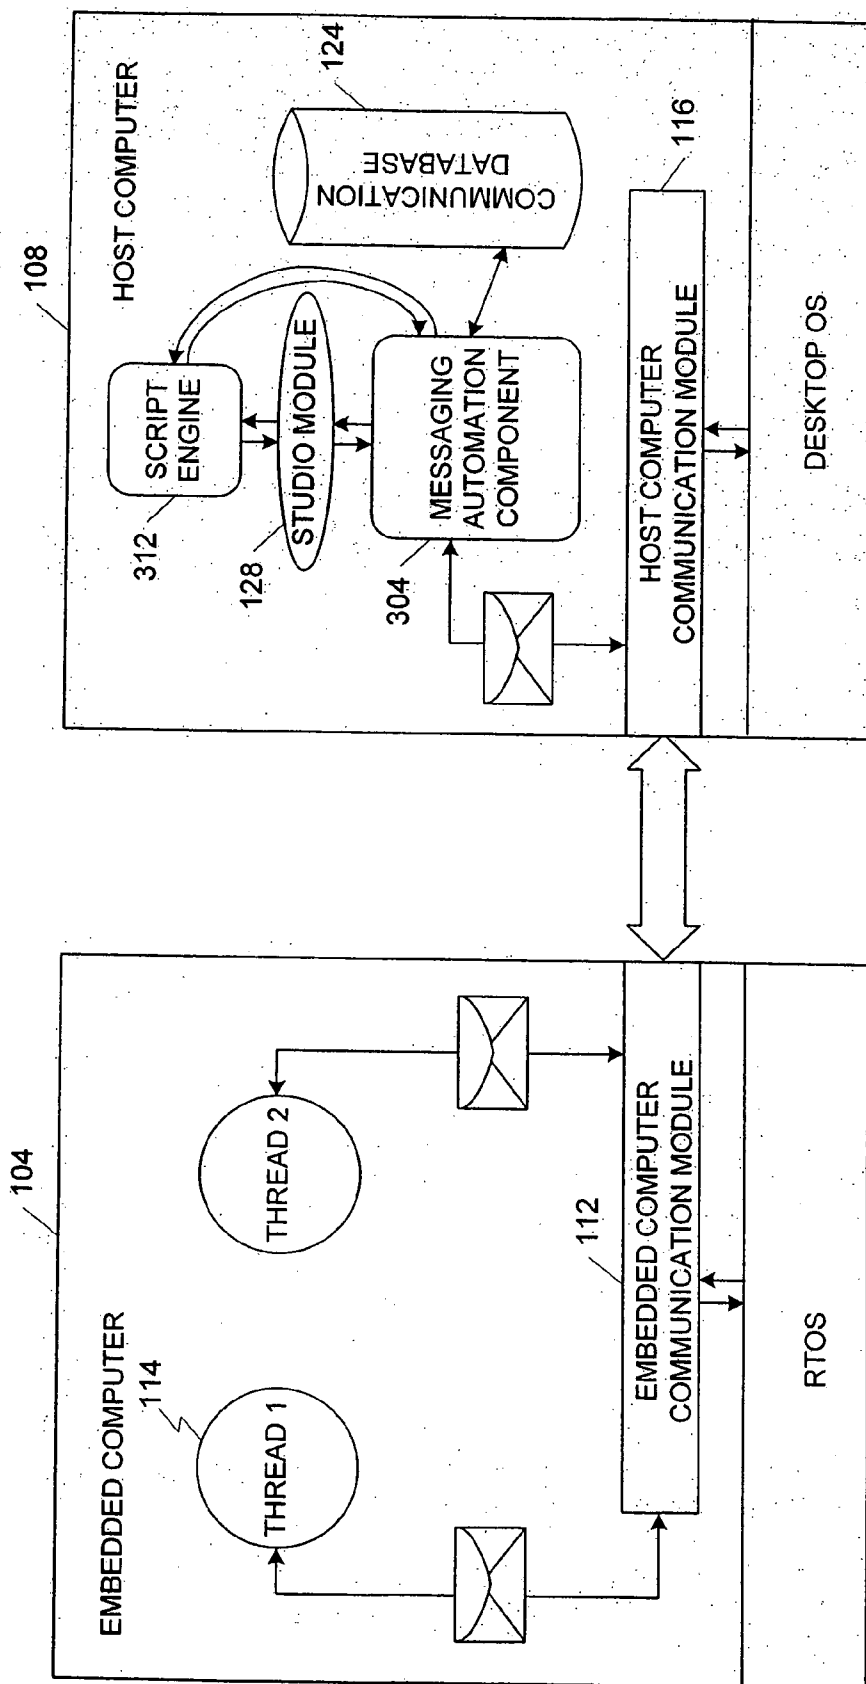 104
EMBEDDED COMPUTER
114
THREAD 1
THREAD 2
112
EMBEDDED COMPUTER
COMMUNICATION MODULE
RTOS
108
HOST COMPUTER
312
SCRIPT
ENGINE
128
STUDIO MODULE
304
MESSAGING
AUTOMATION
COMPONENT
124
COMMUNICATION
DATABASE
116
HOST COMPUTER
COMMUNICATION MODULE
DESKTOP OS